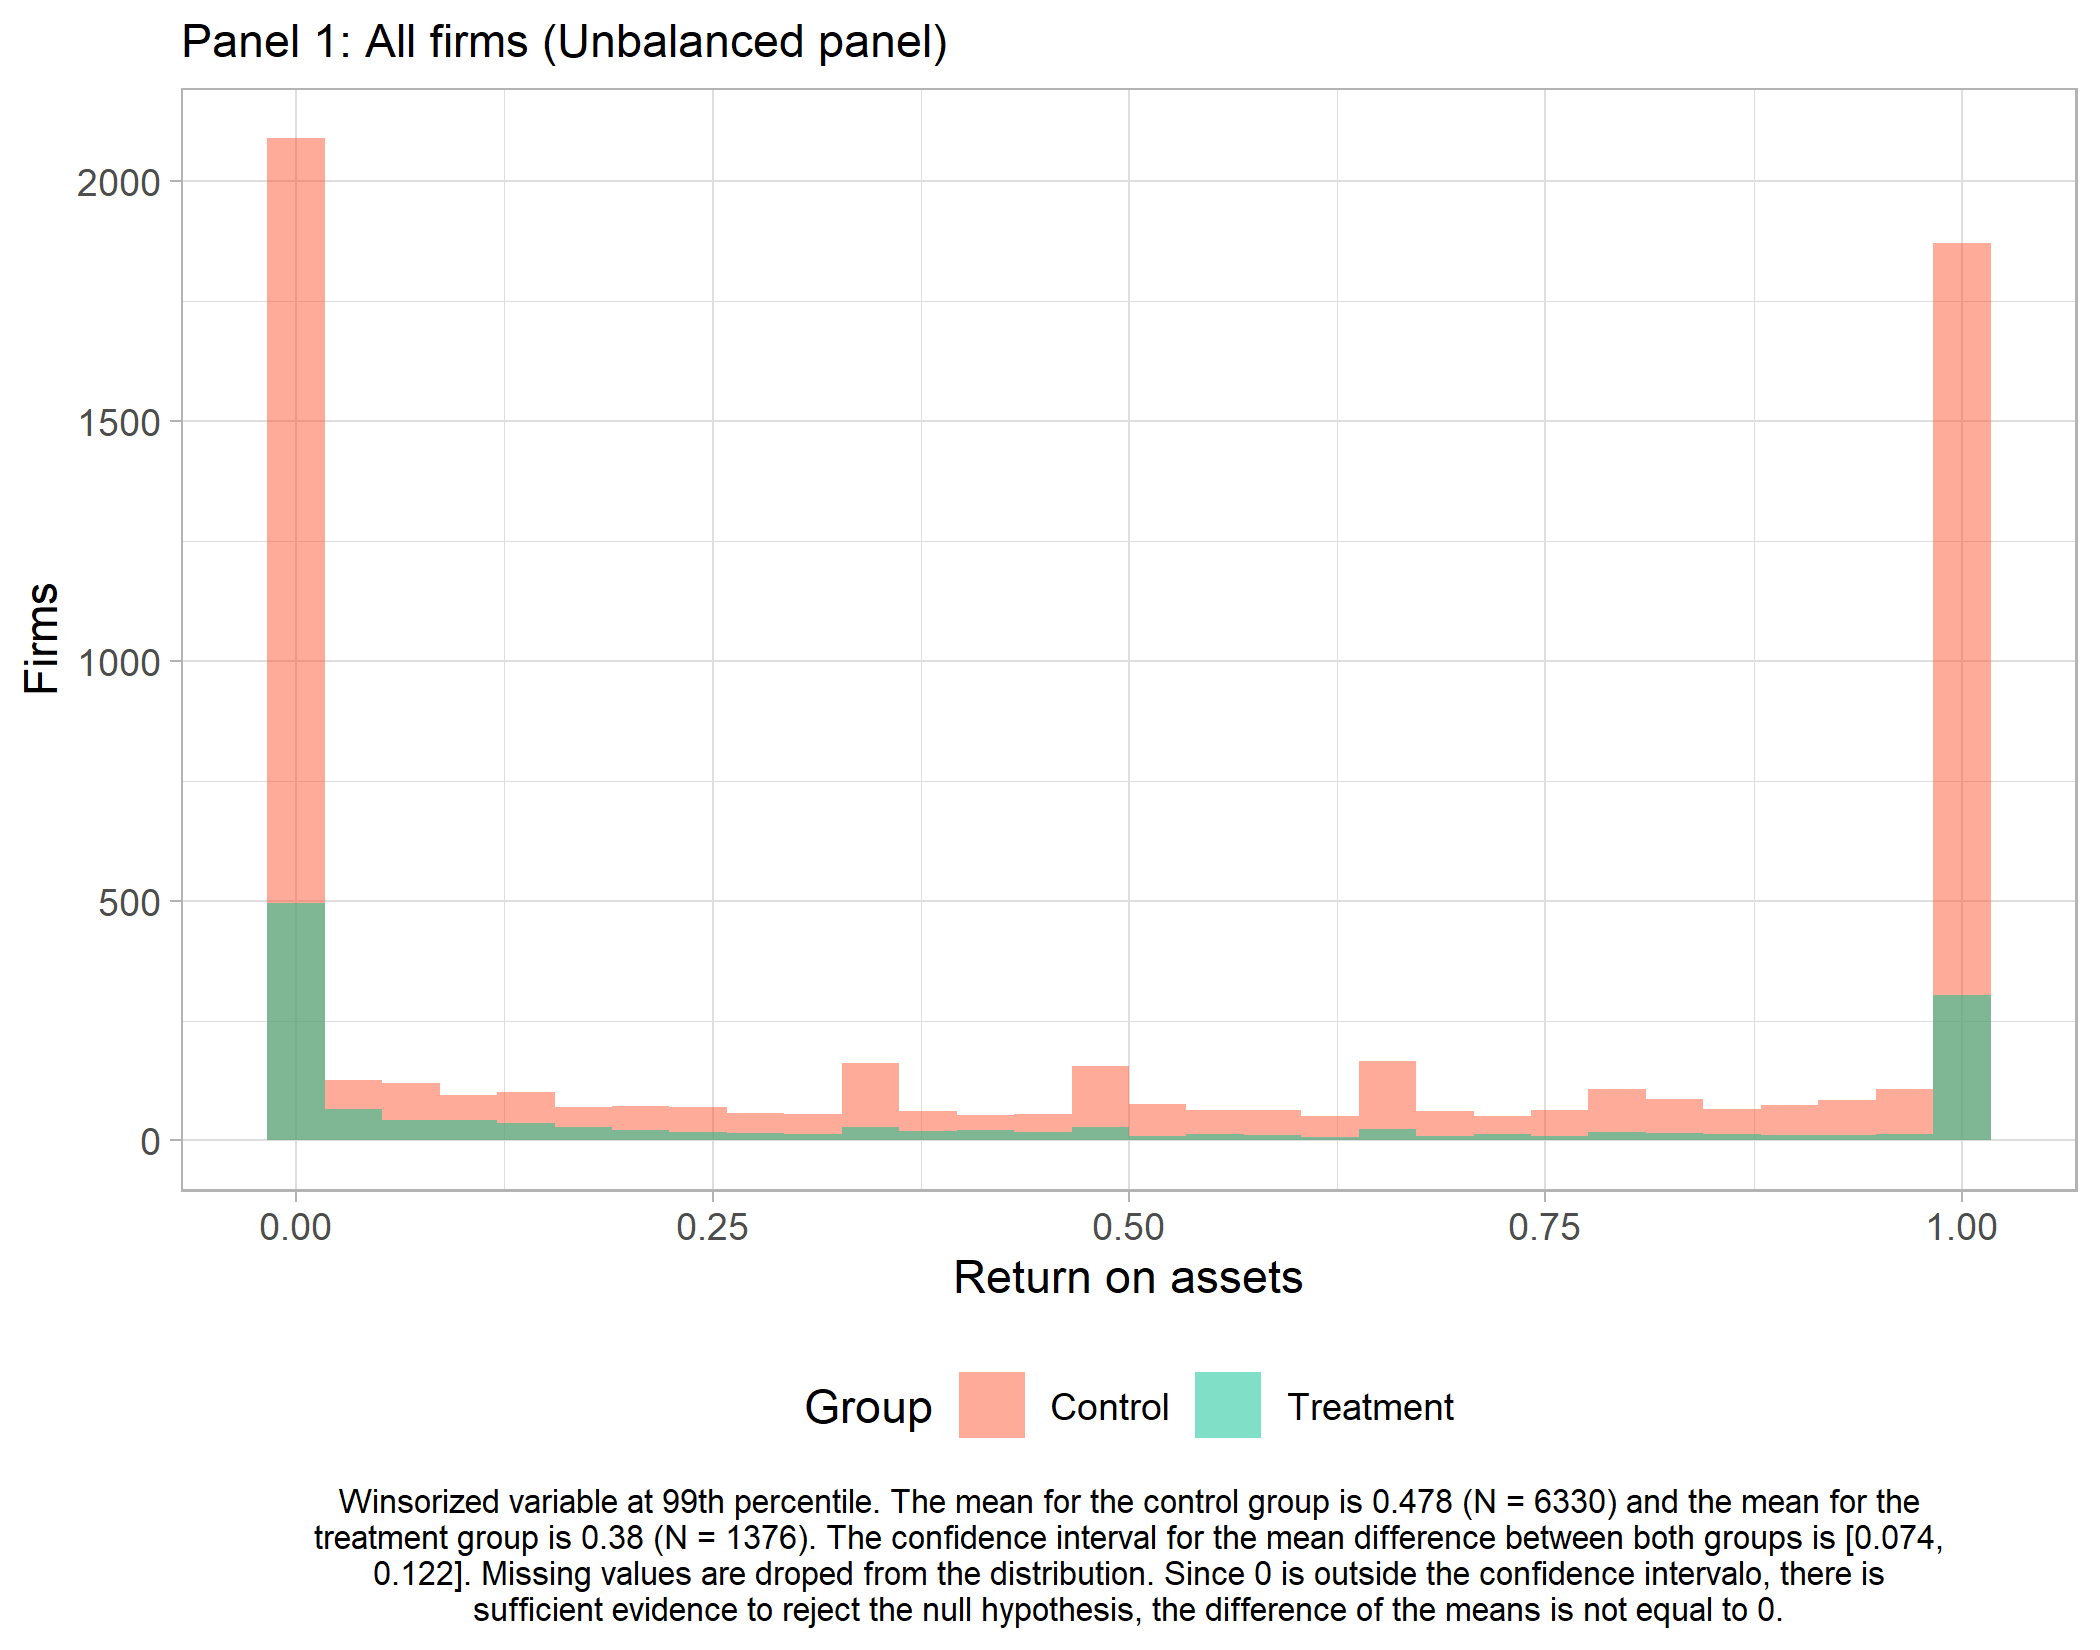 Panel 1: All firms (Unbalanced panel)
2000
1500
1000
500
0
Firms
0.00 0.25 0.50 0.75 1.00
Return on assets
Group Control Treatment
Winsorized variable at 99th percentile. The mean for the control group is 0.478 (N = 6330) and the mean for the
treatment group is 0.38 (N = 1376). The confidence interval for the mean difference between both groups is [0.074,
0.122]. Missing values are droped from the distribution. Since 0 is outside the confidence intervalo, there is
sufficient evidence to reject the null hypothesis, the difference of the means is not equal to 0.